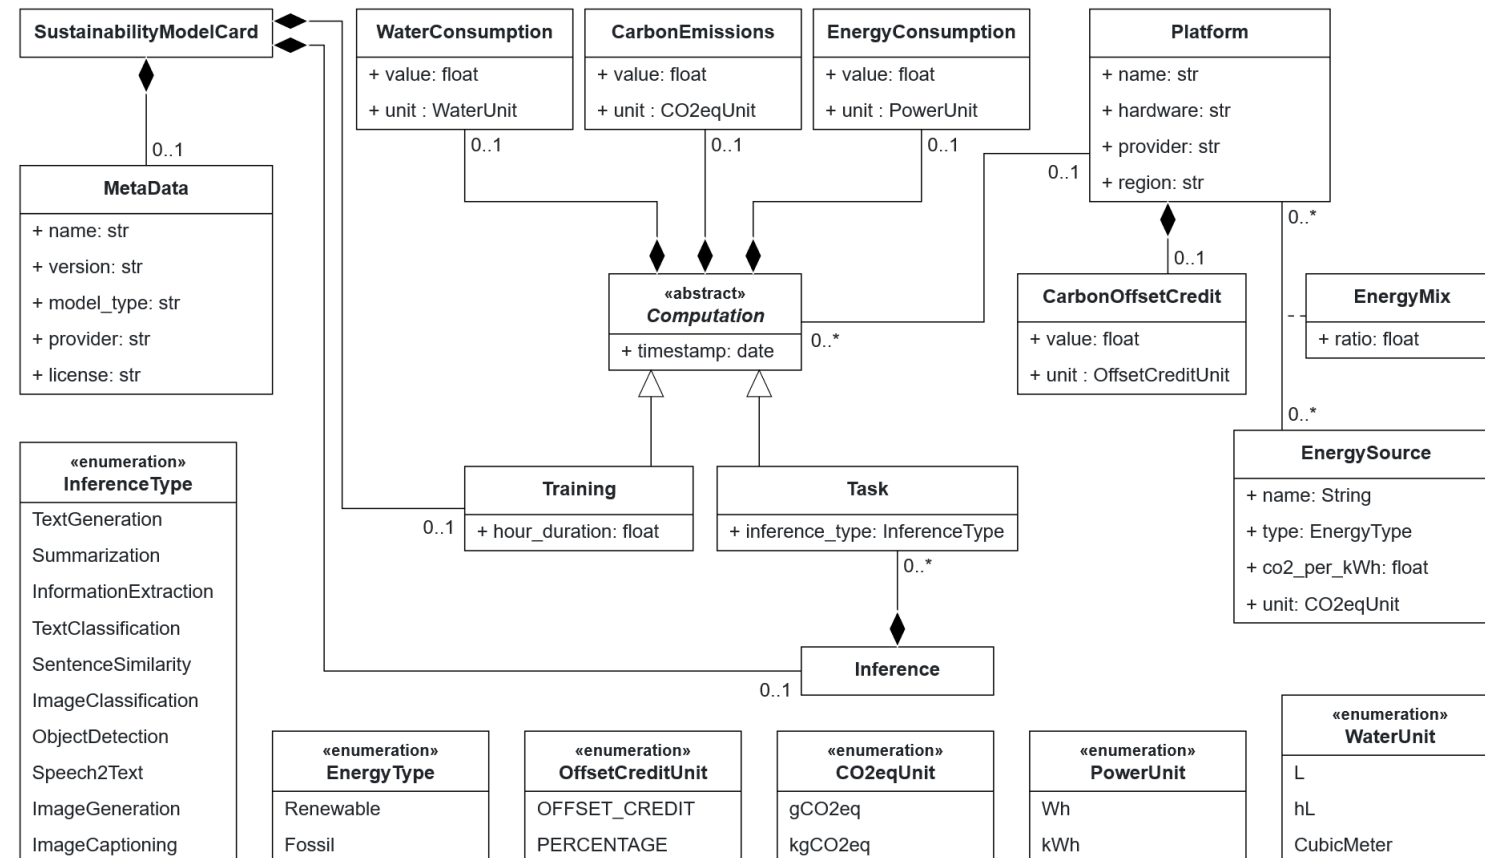 SustainabilityModelCard
0..1
MetaData
+ name: str
+ version: str
+ model_type: str
+ provider: str
+ license: str
WaterConsumption
+ value: float
+ unit : WaterUnit
0..1
CarbonEmissions
+ value: float
+ unit : CO2eqUnit
0..1
EnergyConsumption
+ value: float
+ unit : PowerUnit
0..1
Platform
+ name: str
+ hardware: str
+ provider: str
+ region: str
0..1
0..*
0..1
«abstract»
Computation
+ timestamp: date
0..*
CarbonOffsetCredit
+ value: float
+ unit : OffsetCreditUnit
EnergyMix
+ ratio: float
0..*
EnergySource
+ name: String
+ type: EnergyType
+ co2_per_kWh: float
+ unit: CO2eqUnit
Training
+ hour_duration: float
0..1
Task
+ inference_type: InferenceType
0..*
Inference
0..1
«enumeration»
InferenceType
TextGeneration
Summarization
InformationExtraction
TextClassification
SentenceSimilarity
ImageClassification
ObjectDetection
Speech2Text
ImageGeneration
ImageCaptioning
«enumeration»
EnergyType
Renewable
Fossil
«enumeration»
OffsetCreditUnit
OFFSET_CREDIT
PERCENTAGE
«enumeration»
CO2eqUnit
gCO2eq
kgCO2eq
«enumeration»
PowerUnit
Wh
kWh
«enumeration»
WaterUnit
L
hL
CubicMeter